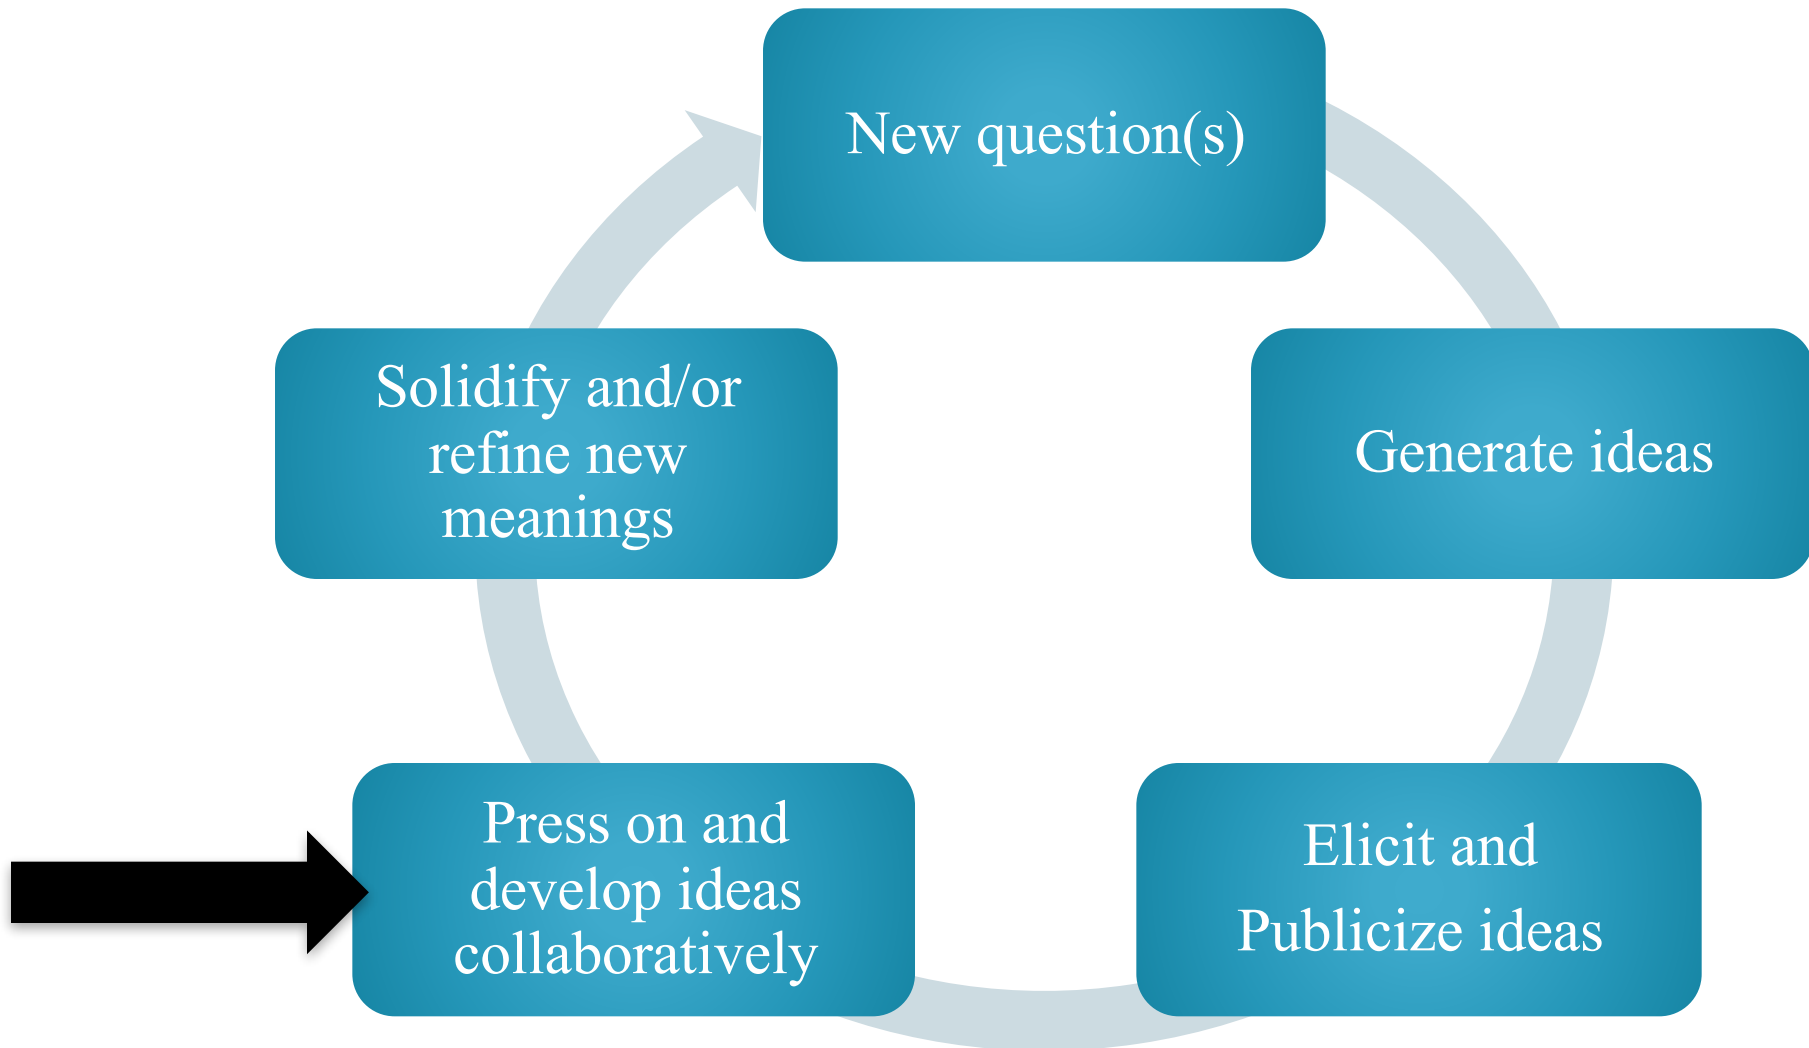 New question(s)
Generate ideas
Elicit and
Publicize ideas
Press on and
develop ideas
collaboratively
Solidify and/or
refine new
meanings